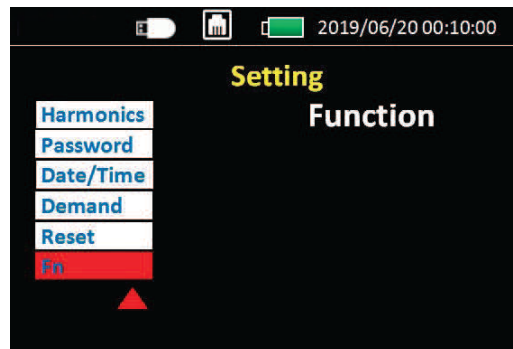 2019/06/20 00:10:00
Setting
Function
Harmonics
Password
Date/Time
Demand
Reset
Fn